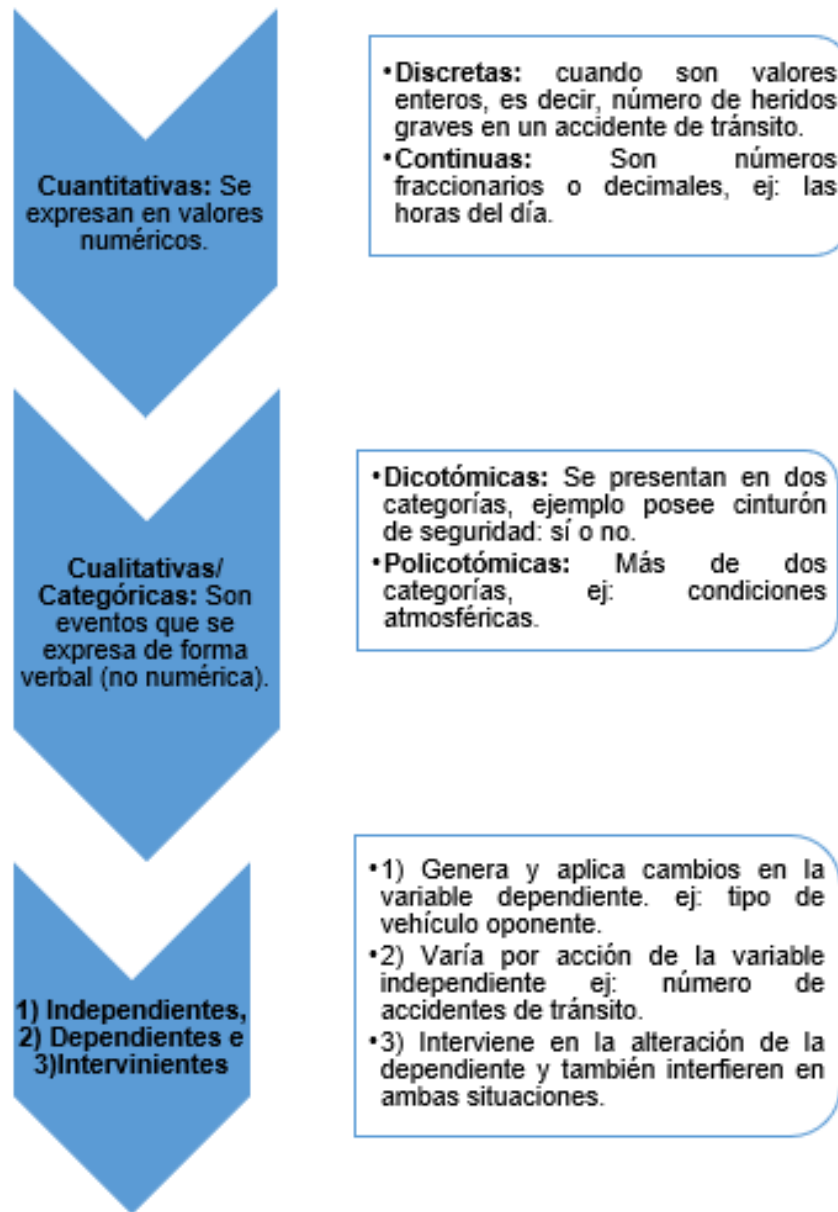 Cuantitativas: Se
expresan en valores
numéricos.
•Discretas: cuando son valores
enteros, es decir, número de heridos
graves en un accidente de tránsito.
•Continuas: Son números
fraccionarios o decimales, ej: las
horas del día.
Cualitativas/
Categóricas: Son
eventos que se
expresa de forma
verbal (no numérica).
•Dicotómicas: Se presentan en dos
categorías, ejemplo posee cinturón
de seguridad: sí o no.
•Policotómicas: Más de dos
categorías, ej: condiciones
atmosféricas.
1) Independientes,
2) Dependientes e
3)Intervinientes
•1) Genera y aplica cambios en la
variable dependiente. ej: tipo de
vehículo oponente.
•2) Varía por acción de la variable
independiente ej: número de
accidentes de tránsito.
•3) Interviene en la alteración de la
dependiente y también interfieren en
ambas situaciones.